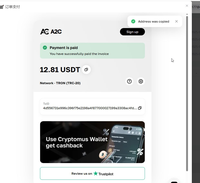 Address was copied
A2C
A2C
Sign up
Payment is paid
You have successfully paid the invoice
12.81 USDT
Network - TRON (TRC-20)
Use Cryptomus Wallet
get cashback
Review us on Trustpilot